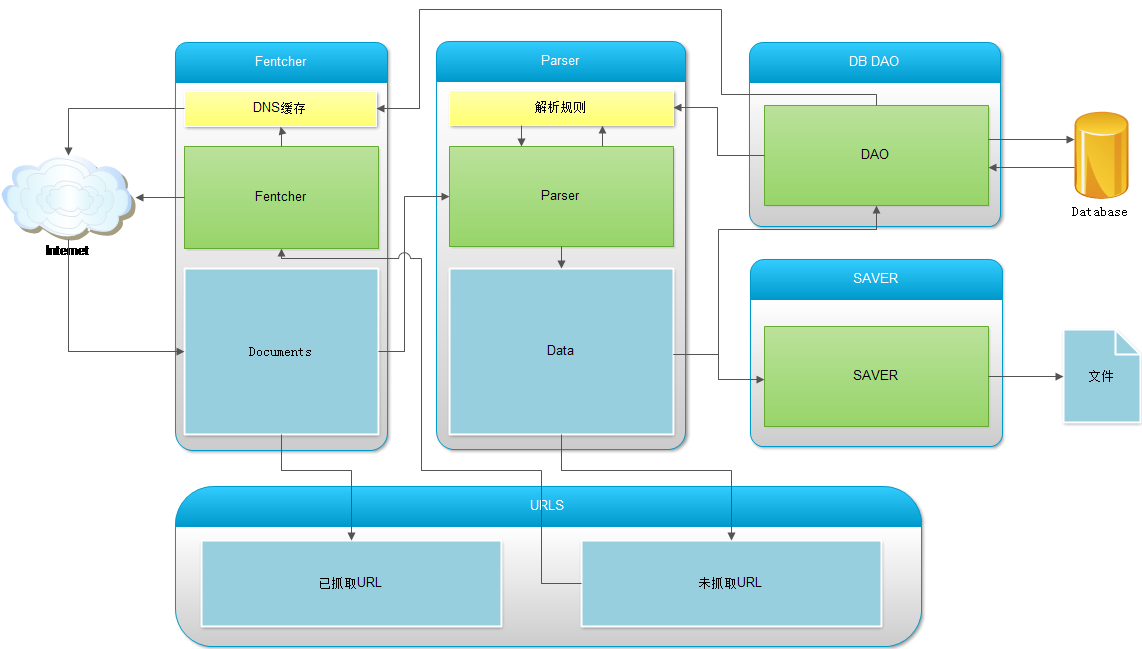 Fentcher
Parser
DB DAO
DNS缓存
解析规则
Fentcher
Parser
DAO
Database
Internet
Documents
Data
SAVER
SAVER
文件
URLS
已抓取URL
未抓取URL